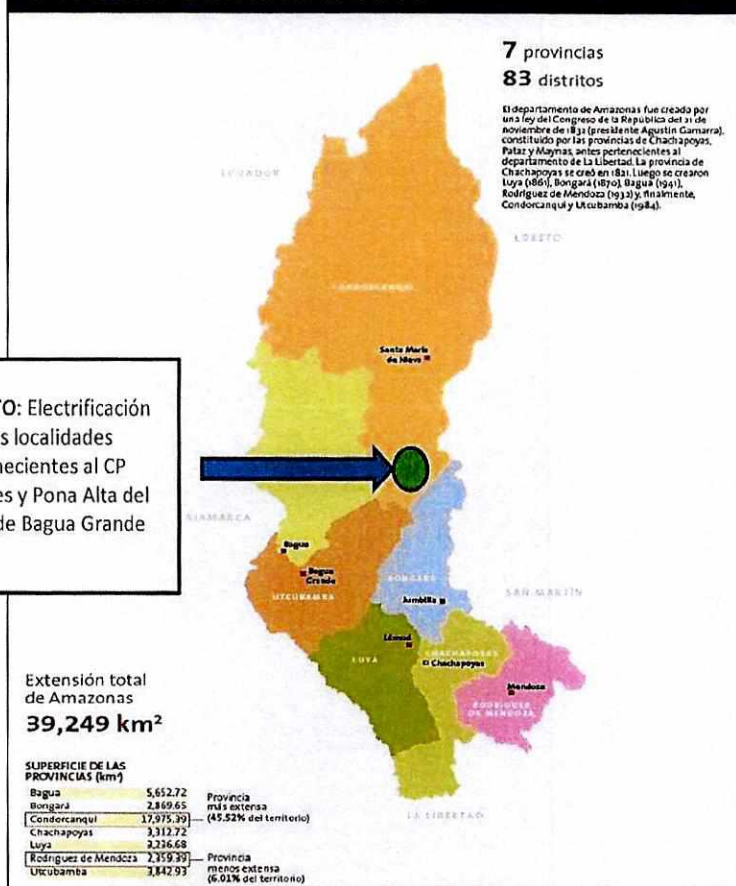 7 provincias
83 distritos
El departamento de Amazonas fue creado por
una ley del Congreso de la República del 21 de
noviembre de 1832 (presidente Agustín Gamarra),
constituido por las provincias de Chachapoyas,
Pataz y Maynas, antes pertenecientes al
departamento de La Libertad. La provincia de
Chachapoyas se creó en 1821. Luego se crearon
Luya (1861), Bongará (1870), Bagua (1941),
Rodríguez de Mendoza (1932) y, finalmente,
Condorcanqui y Utcubamba (1984).
ECUADOR
LORETO
CONDORCANQUI
Santa María
de Nieva
TO: Electrificación
s localidades
necientes al CP
es y Pona Alta del
de Bagua Grande
AJAMARCA
Bagua
Bagua
Grande
UTCUBAMBA
BONGARÁ
Jumbilla
SAN MARTÍN
Lámud
LUYA
CHACHAPOYAS
Chachapoyas
Mendoza
RODRÍGUEZ
DE MENDOZA
LA LIBERTAD
Extensión total
de Amazonas
39,249 km²
SUPERFICIE DE LAS
PROVINCIAS (km²)
Bagua 5,652.72
Bongará 2,869.65
Condorcanqui 17,975.39
Chachapoyas 3,312.72
Luya 3,236.68
Rodríguez de Mendoza 2,359.39
Utcubamba 3,842.93
Provincia
más extensa
(45.52% del territorio)
Provincia
menos extensa
(6.01% del territorio)